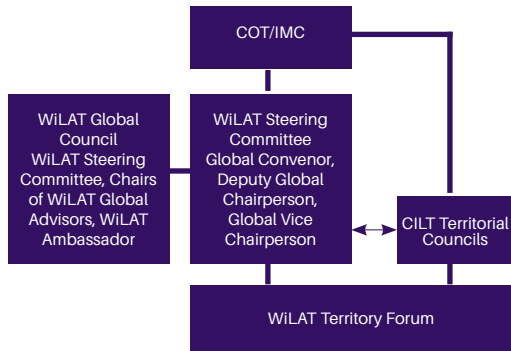 COT/IMC
WiLAT Global
Council
WiLAT Steering
Committee, Chairs
of WiLAT Global
Advisors, WiLAT
Ambassador
WiLAT Steering
Committee
Global Convenor,
Deputy Global
Chairperson,
Global Vice
Chairperson
CILT Territorial
Councils
WiLAT Territory Forum